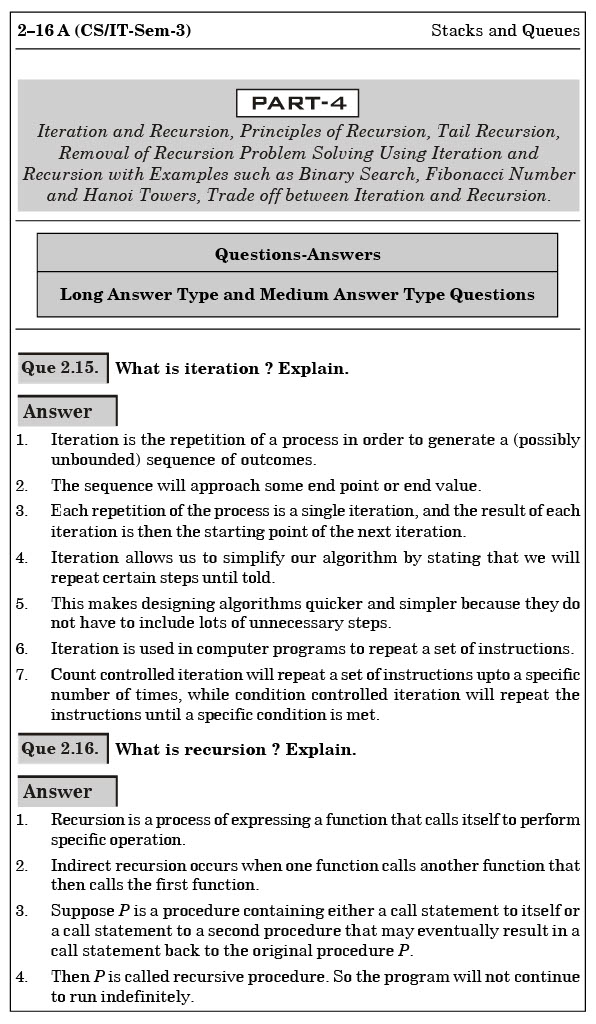 2–16 A (CS/IT-Sem-3) Stacks and Queues
PART-4
Iteration and Recursion, Principles of Recursion, Tail Recursion,
Removal of Recursion Problem Solving Using Iteration and
Recursion with Examples such as Binary Search, Fibonacci Number
and Hanoi Towers, Trade off between Iteration and Recursion.
Questions-Answers
Long Answer Type and Medium Answer Type Questions
Que 2.15. What is iteration ? Explain.
Answer
1. Iteration is the repetition of a process in order to generate a (possibly
unbounded) sequence of outcomes.
2. The sequence will approach some end point or end value.
3. Each repetition of the process is a single iteration, and the result of each
iteration is then the starting point of the next iteration.
4. Iteration allows us to simplify our algorithm by stating that we will
repeat certain steps until told.
5. This makes designing algorithms quicker and simpler because they do
not have to include lots of unnecessary steps.
6. Iteration is used in computer programs to repeat a set of instructions.
7. Count controlled iteration will repeat a set of instructions upto a specific
number of times, while condition controlled iteration will repeat the
instructions until a specific condition is met.
Que 2.16. What is recursion ? Explain.
Answer
1. Recursion is a process of expressing a function that calls itself to perform
specific operation.
2. Indirect recursion occurs when one function calls another function that
then calls the first function.
3. Suppose P is a procedure containing either a call statement to itself or
a call statement to a second procedure that may eventually result in a
call statement back to the original procedure P.
4. Then P is called recursive procedure. So the program will not continue
to run indefinitely.